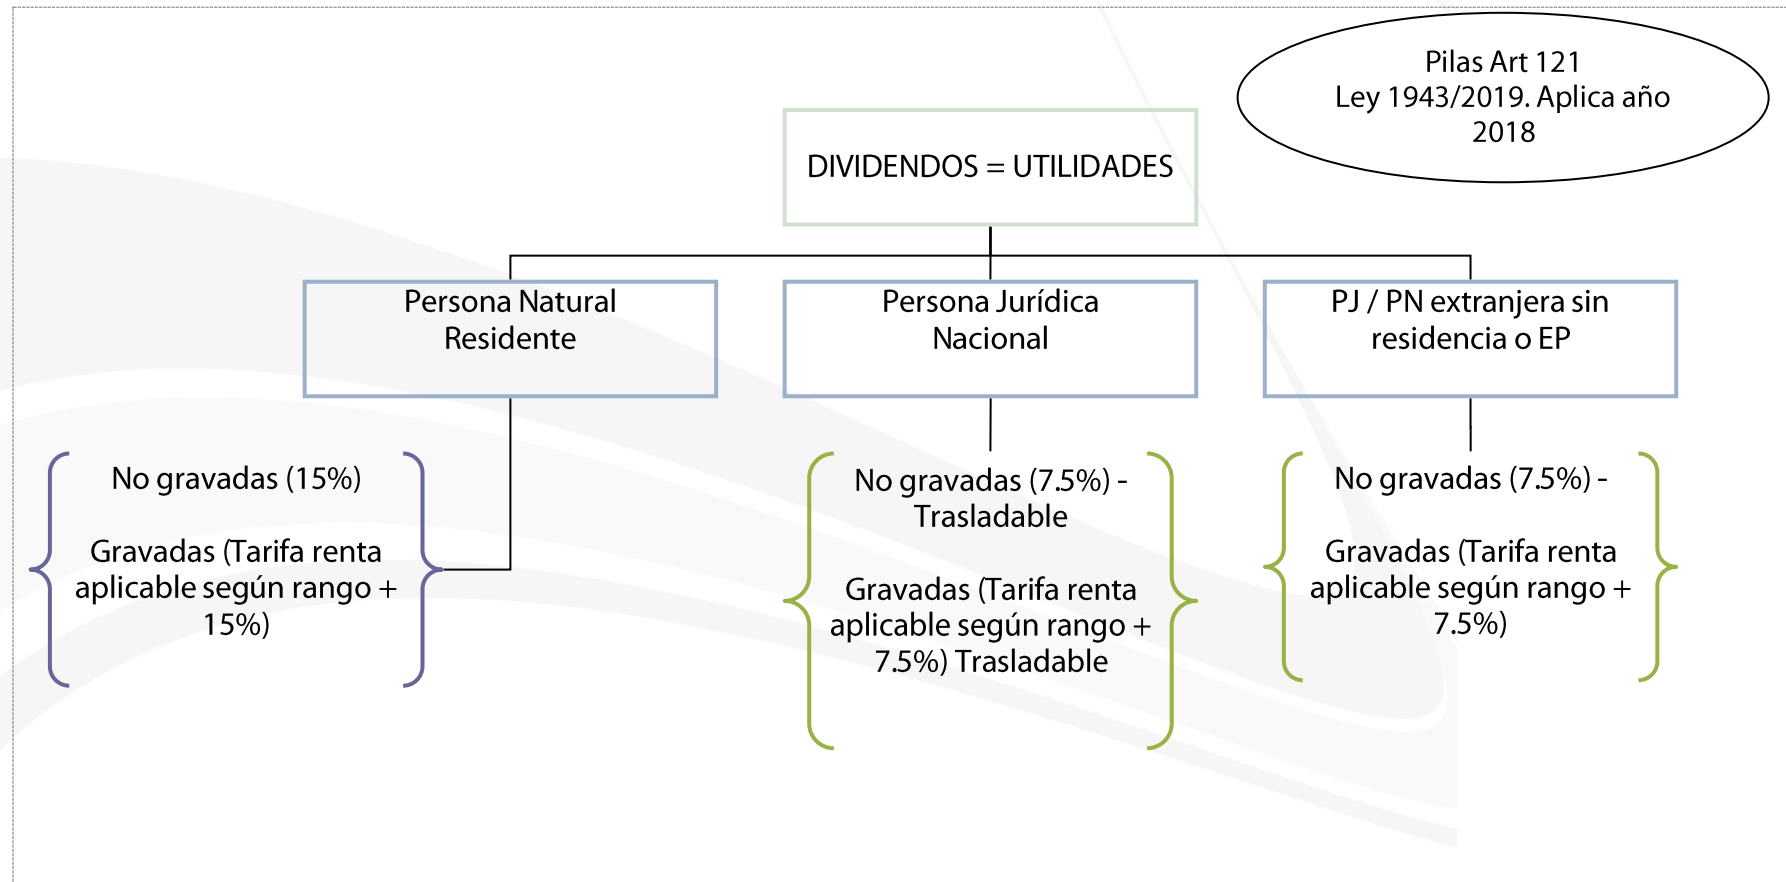 Pilas Art 121
Ley 1943/2019. Aplica año
2018
DIVIDENDOS = UTILIDADES
Persona Natural
Residente
Persona Jurídica
Nacional
PJ / PN extranjera sin
residencia o EP
No gravadas (15%)
Gravadas (Tarifa renta
aplicable según rango +
15%)
No gravadas (7.5%) -
Trasladable
Gravadas (Tarifa renta
aplicable según rango +
7.5%) Trasladable
No gravadas (7.5%) -
Gravadas (Tarifa renta
aplicable según rango +
7.5%)